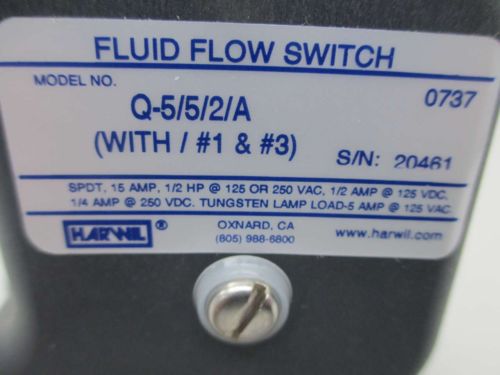 FLUID FLOW SWITCH
MODEL NO.
0737
Q-5/5/2/A
(WITH / #1 & #3)
S/N: 20461
SPDT, 15 AMP, 1/2 HP @ 125 OR 250 VAC, 1/2 AMP @ 125 VDC,
1/4 AMP @ 250 VDC. TUNGSTEN LAMP LOAD-5 AMP @ 125 VAC
HARWIL ®
OXNARD, CA
(805) 988-6800
www.harwil.com